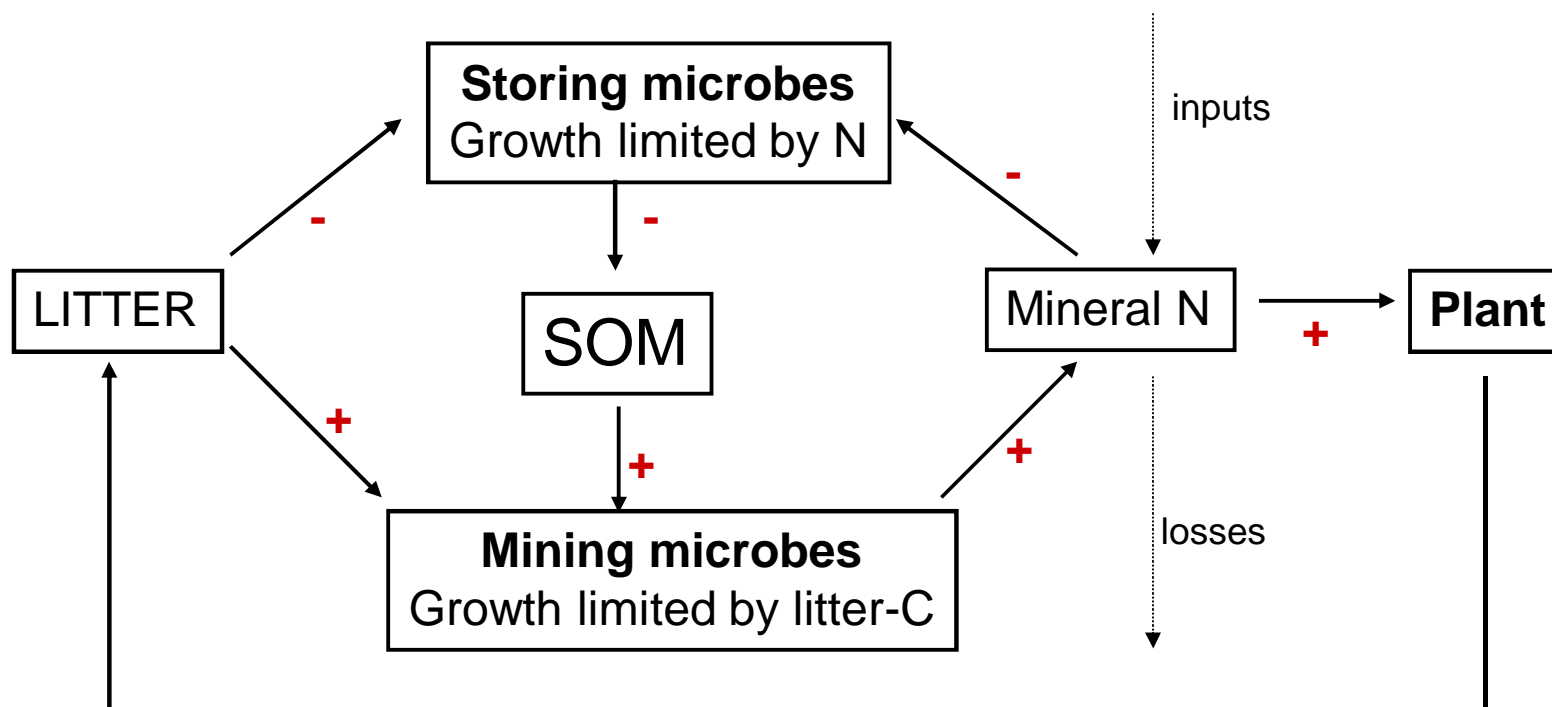 Storing microbes
Growth limited by N
inputs
-
-
-
LITTER
SOM
Mineral N
+
Plant
+
+
+
Mining microbes
Growth limited by litter-C
losses